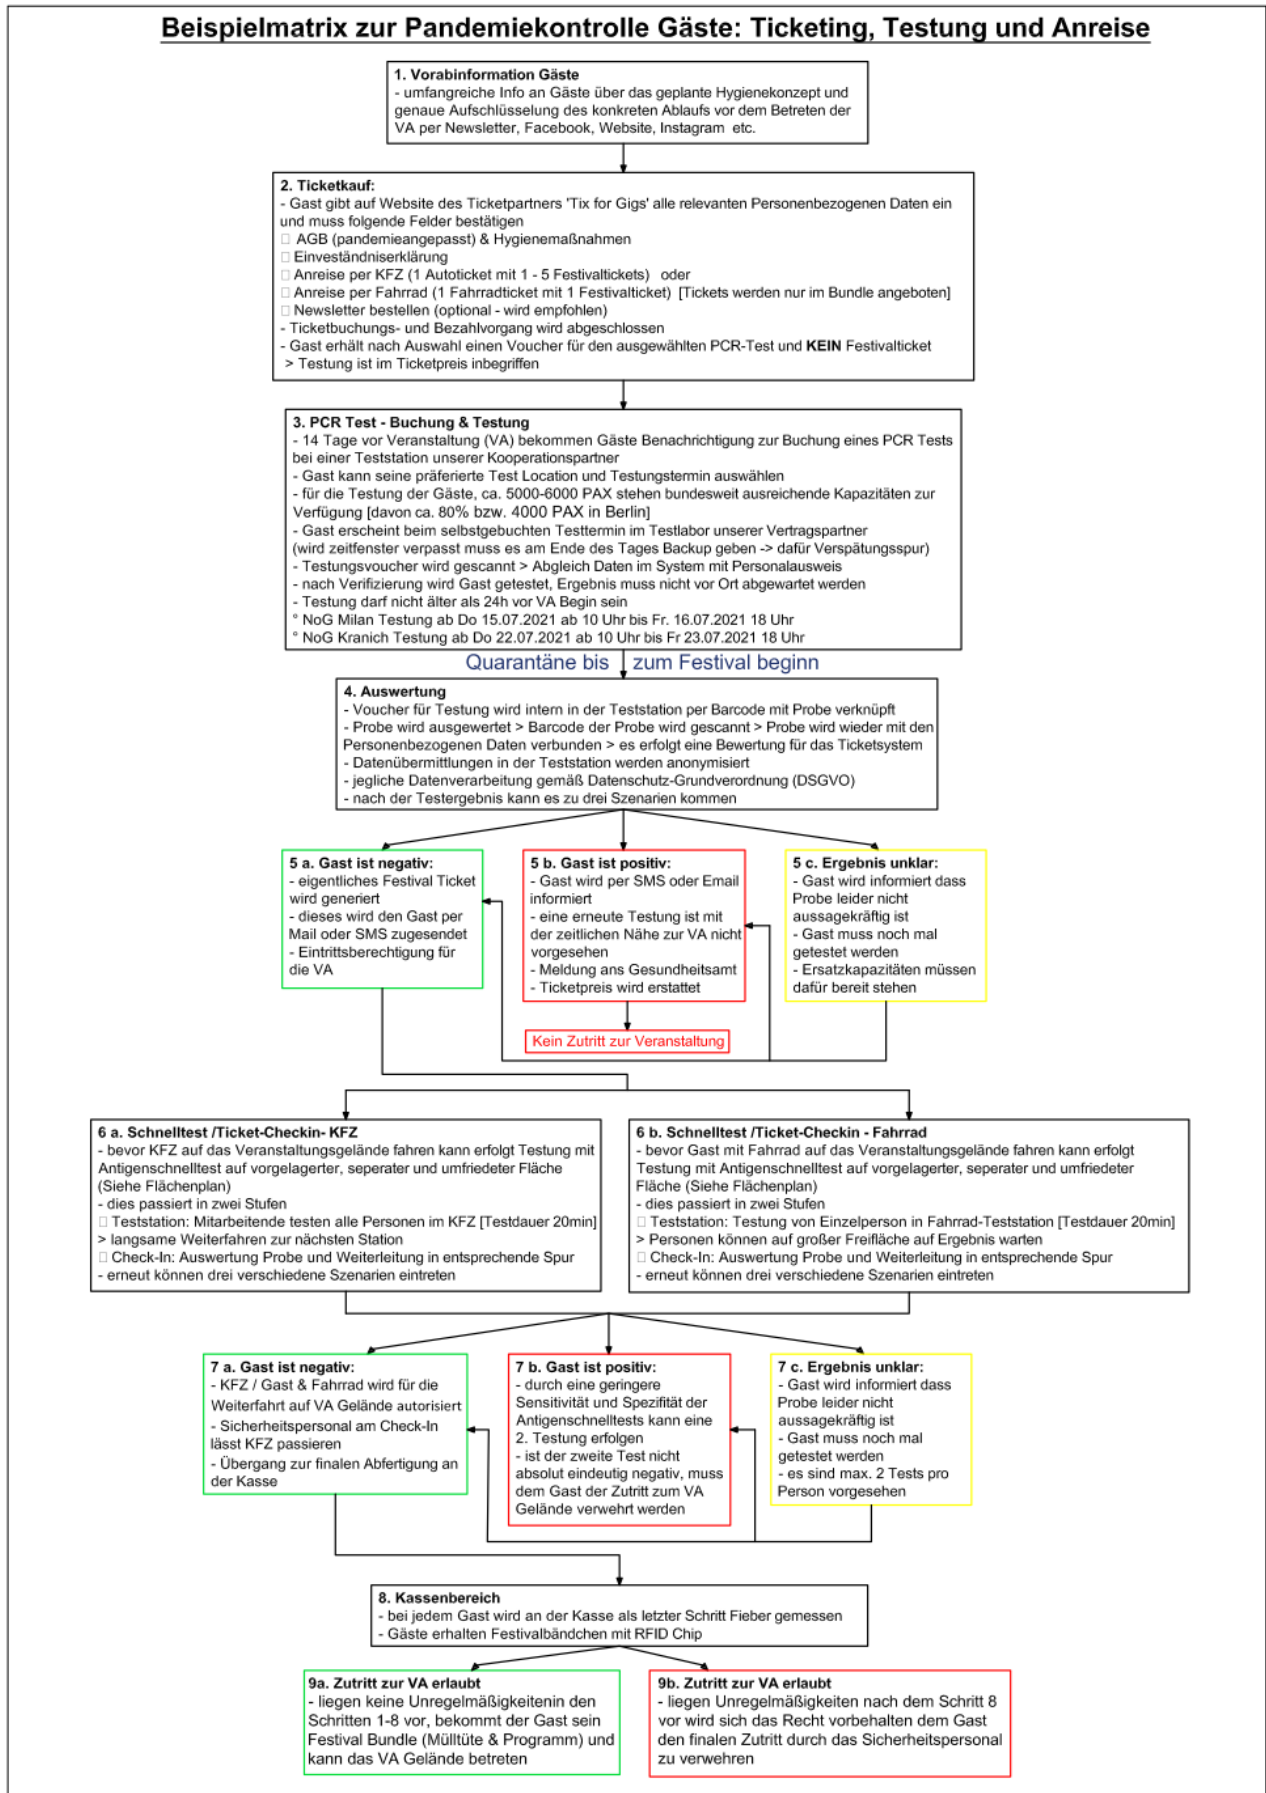 Beispielmatrix zur Pandemiekontrolle Gäste: Ticketing, Testung und Anreise
1. Vorabinformation Gäste
- umfangreiche Info an Gäste über das geplante Hygienekonzept und
genaue Aufschlüsselung des konkreten Ablaufs vor dem Betreten der
VA per Newsletter, Facebook, Website, Instagram etc.
2. Ticketkauf:
- Gast gibt auf Website des Ticketpartners 'Tix for Gigs' alle relevanten Personenbezogenen Daten ein
und muss folgende Felder bestätigen
□ AGB (pandemieangepasst) & Hygienemaßnahmen
□ Einveständniserklärung
□ Anreise per KFZ (1 Autoticket mit 1 - 5 Festivaltickets) oder
□ Anreise per Fahrrad (1 Fahrradticket mit 1 Festivalticket) [Tickets werden nur im Bundle angeboten]
□ Newsletter bestellen (optional - wird empfohlen)
- Ticketbuchungs- und Bezahlvorgang wird abgeschlossen
- Gast erhält nach Auswahl einen Voucher für den ausgewählten PCR-Test und KEIN Festivalticket
> Testung ist im Ticketpreis inbegriffen
3. PCR Test - Buchung & Testung
- 14 Tage vor Veranstaltung (VA) bekommen Gäste Benachrichtigung zur Buchung eines PCR Tests
bei einer Teststation unserer Kooperationspartner
- Gast kann seine präferierte Test Location und Testungstermin auswählen
- für die Testung der Gäste, ca. 5000-6000 PAX stehen bundesweit ausreichende Kapazitäten zur
Verfügung [davon ca. 80% bzw. 4000 PAX in Berlin]
- Gast erscheint beim selbstgebuchten Testtermin im Testlabor unserer Vertragspartner
(wird zeitfenster verpasst muss es am Ende des Tages Backup geben -> dafür Verspätungsspur)
- Testungsvoucher wird gescannt > Abgleich Daten im System mit Personalausweis
- nach Verifizierung wird Gast getestet, Ergebnis muss nicht vor Ort abgewartet werden
- Testung darf nicht älter als 24h vor VA Begin sein
° NoG Milan Testung ab Do 15.07.2021 ab 10 Uhr bis Fr. 16.07.2021 18 Uhr
° NoG Kranich Testung ab Do 22.07.2021 ab 10 Uhr bis Fr 23.07.2021 18 Uhr
Quarantäne bis zum Festival beginn
4. Auswertung
- Voucher für Testung wird intern in der Teststation per Barcode mit Probe verknüpft
- Probe wird ausgewertet > Barcode der Probe wird gescannt > Probe wird wieder mit den
Personenbezogenen Daten verbunden > es erfolgt eine Bewertung für das Ticketsystem
- Datenübermittlungen in der Teststation werden anonymisiert
- jegliche Datenverarbeitung gemäß Datenschutz-Grundverordnung (DSGVO)
- nach der Testergebnis kann es zu drei Szenarien kommen
5 a. Gast ist negativ:
- eigentliches Festival Ticket
wird generiert
- dieses wird den Gast per
Mail oder SMS zugesendet
- Eintrittsberechtigung für
die VA
5 b. Gast ist positiv:
- Gast wird per SMS oder Email
informiert
- eine erneute Testung ist mit
der zeitlichen Nähe zur VA nicht
vorgesehen
- Meldung ans Gesundheitsamt
- Ticketpreis wird erstattet
Kein Zutritt zur Veranstaltung
5 c. Ergebnis unklar:
- Gast wird informiert dass
Probe leider nicht
aussagekräftig ist
- Gast muss noch mal
getestet werden
- Ersatzkapazitäten müssen
dafür bereit stehen
6 a. Schnelltest /Ticket-Checkin- KFZ
- bevor KFZ auf das Veranstaltungsgelände fahren kann erfolgt Testung mit
Antigenschnelltest auf vorgelagerter, seperater und umfriedeter Fläche
(Siehe Flächenplan)
- dies passiert in zwei Stufen
□ Teststation: Mitarbeitende testen alle Personen im KFZ [Testdauer 20min]
> langsame Weiterfahren zur nächsten Station
□ Check-In: Auswertung Probe und Weiterleitung in entsprechende Spur
- erneut können drei verschiedene Szenarien eintreten
6 b. Schnelltest /Ticket-Checkin - Fahrrad
- bevor Gast mit Fahrrad auf das Veranstaltungsgelände fahren kann erfolgt
Testung mit Antigenschnelltest auf vorgelagerter, seperater und umfriedeter
Fläche (Siehe Flächenplan)
- dies passiert in zwei Stufen
□ Teststation: Testung von Einzelperson in Fahrrad-Teststation [Testdauer 20min]
> Personen können auf großer Freifläche auf Ergebnis warten
□ Check-In: Auswertung Probe und Weiterleitung in entsprechende Spur
- erneut können drei verschiedene Szenarien eintreten
7 a. Gast ist negativ:
- KFZ / Gast & Fahrrad wird für die
Weiterfahrt auf VA Gelände autorisiert
- Sicherheitspersonal am Check-In
lässt KFZ passieren
- Übergang zur finalen Abfertigung an
der Kasse
7 b. Gast ist positiv:
- durch eine geringere
Sensitivität und Spezifität der
Antigenschnelltests kann eine
2. Testung erfolgen
- ist der zweite Test nicht
absolut eindeutig negativ, muss
dem Gast der Zutritt zum VA
Gelände verwehrt werden
7 c. Ergebnis unklar:
- Gast wird informiert dass
Probe leider nicht
aussagekräftig ist
- Gast muss noch mal
getestet werden
- es sind max. 2 Tests pro
Person vorgesehen
8. Kassenbereich
- bei jedem Gast wird an der Kasse als letzter Schritt Fieber gemessen
- Gäste erhalten Festivalbändchen mit RFID Chip
9a. Zutritt zur VA erlaubt
- liegen keine Unregelmäßigkeitenin den
Schritten 1-8 vor, bekommt der Gast sein
Festival Bundle (Mülltüte & Programm) und
kann das VA Gelände betreten
9b. Zutritt zur VA erlaubt
- liegen Unregelmäßigkeiten nach dem Schritt 8
vor wird sich das Recht vorbehalten dem Gast
den finalen Zutritt durch das Sicherheitspersonal
zu verwehren